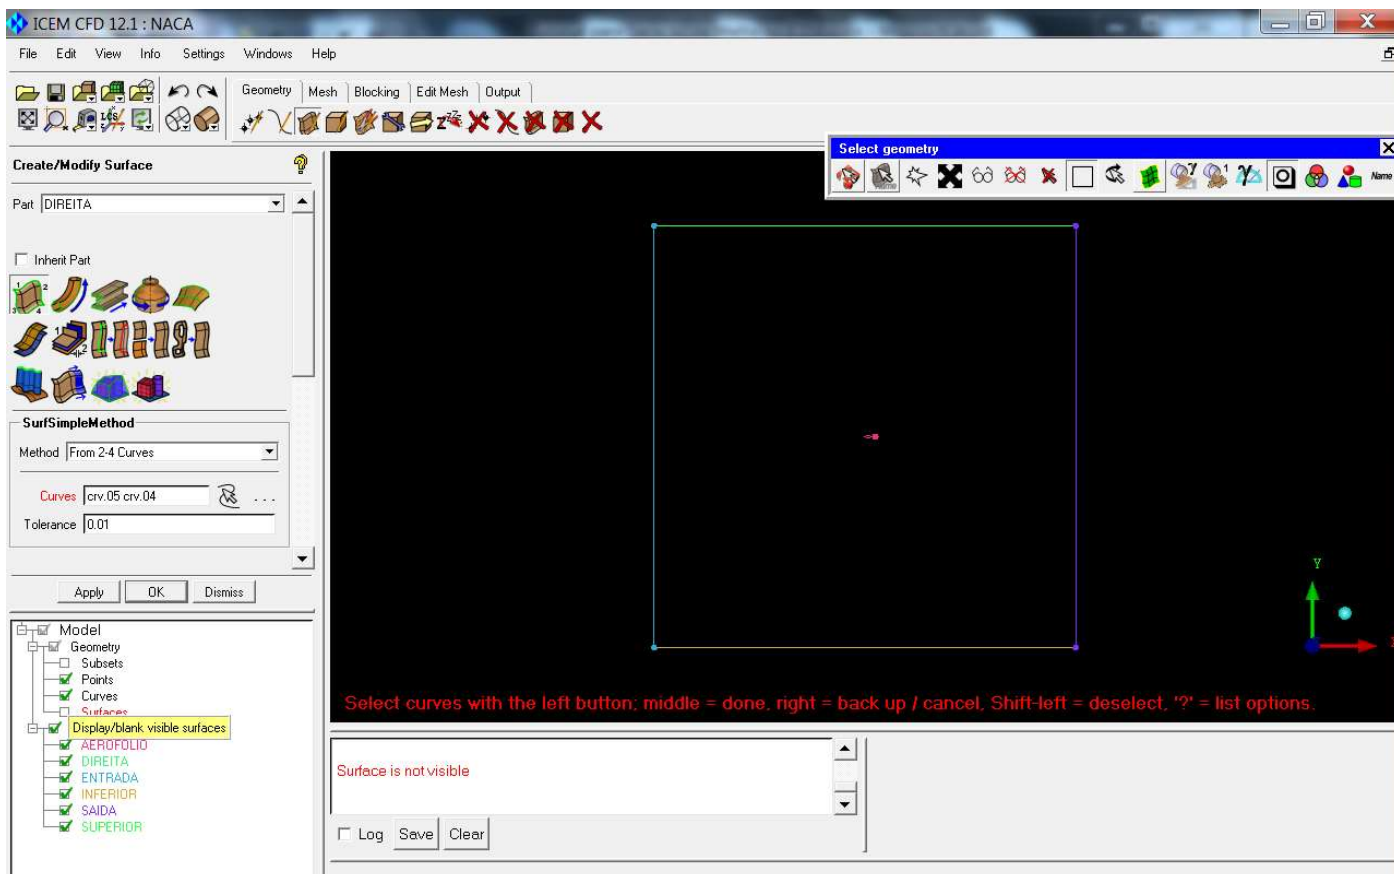 ICEM CFD 12.1 : NACA
File Edit View Info Settings Windows Help
Geometry Mesh Blocking Edit Mesh Output
Select geometry
Name
Create/Modify Surface
Part DIREITA
Inherit Part
SurfSimpleMethod
Method From 2-4 Curves
Curves crv.05 crv.04 ...
Tolerance 0.01
Apply OK Dismiss
Model
Geometry
Subsets
Points
Curves
Surfaces
Display/blank visible surfaces
AEROFOLIO
DIREITA
ENTRADA
INFERIOR
SAIDA
SUPERIOR
Y
Select curves with the left button; middle = done, right = back up / cancel, Shift-left = deselect, '?' = list options.
Surface is not visible
Log Save Clear